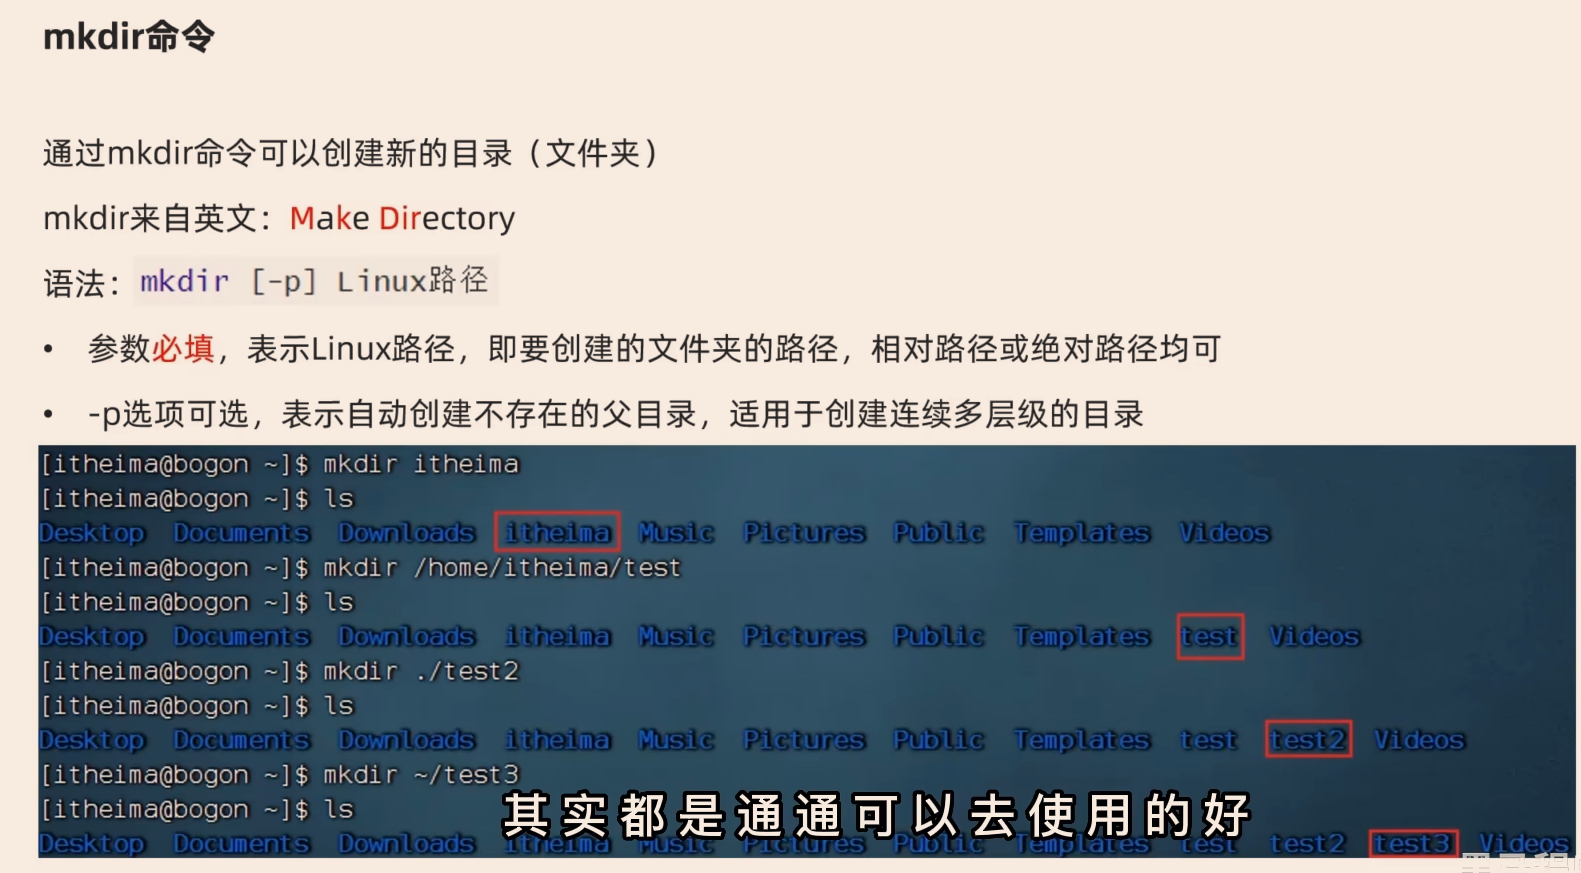 mkdir命令
通过mkdir命令可以创建新的目录（文件夹）
mkdir来自英文：Make Directory
语法：mkdir [-p] Linux路径
• 参数必填，表示Linux路径，即要创建的文件夹的路径，相对路径或绝对路径均可
• -p选项可选，表示自动创建不存在的父目录，适用于创建连续多层级的目录
[itheima@bogon ~]$ mkdir itheima
[itheima@bogon ~]$ ls
Desktop Documents Downloads itheima Music Pictures Public Templates Videos
[itheima@bogon ~]$ mkdir /home/itheima/test
[itheima@bogon ~]$ ls
Desktop Documents Downloads itheima Music Pictures Public Templates test Videos
[itheima@bogon ~]$ mkdir ./test2
[itheima@bogon ~]$ ls
Desktop Documents Downloads itheima Music Pictures Public Templates test test2 Videos
[itheima@bogon ~]$ mkdir ~/test3
[itheima@bogon ~]$ ls
其实都是通通可以去使用的好
Desktop Documents Downloads itheima Music Pictures Public Templates test test2 test3 Videos